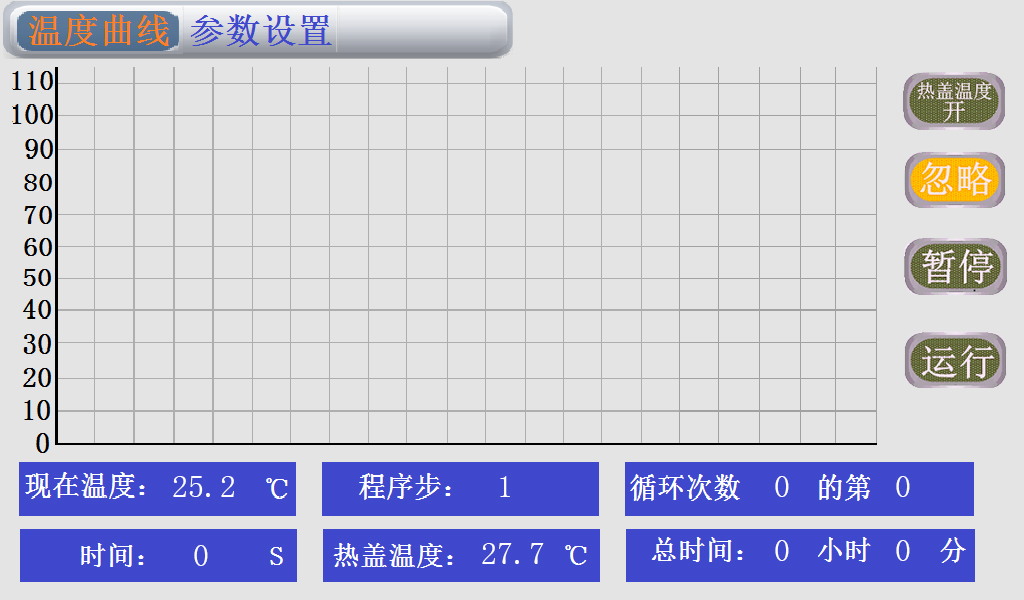 温度曲线 参数设置
110
100
90
80
70
60
50
40
30
20
10
0
热盖温度
开
忽略
暂停
运行
现在温度: 25.2 ℃
程序步: 1
循环次数 0 的第 0
时间: 0 S
热盖温度: 27.7 ℃
总时间: 0 小时 0 分